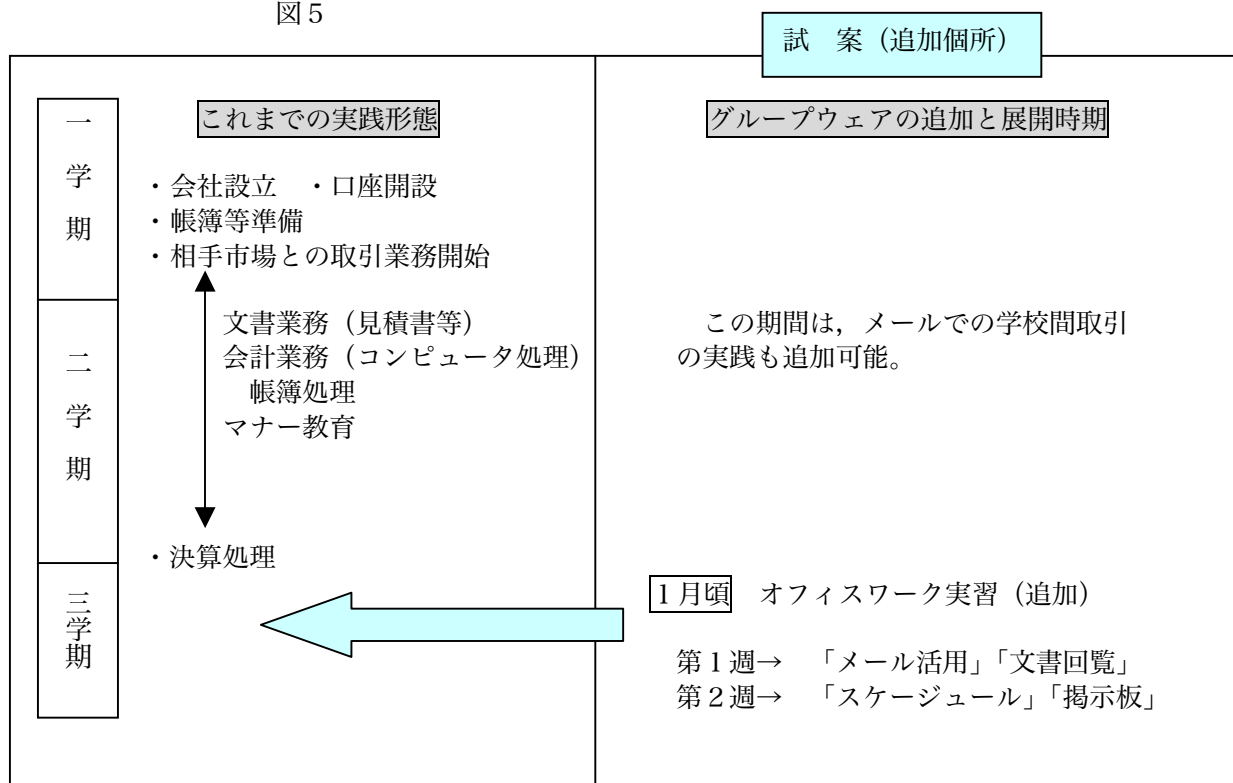 図５
試　案（追加個所）
一学期
これまでの実践形態
・会社設立　・口座開設
・帳簿等準備
・相手市場との取引業務開始
二学期
文書業務（見積書等）
会計業務（コンピュータ処理）
帳簿処理
マナー教育
・決算処理
三学期
グループウェアの追加と展開時期
この期間は，メールでの学校間取引
の実践も追加可能。
１月頃　オフィスワーク実習（追加）
第１週→　「メール活用」「文書回覧」
第２週→　「スケージュール」「掲示板」